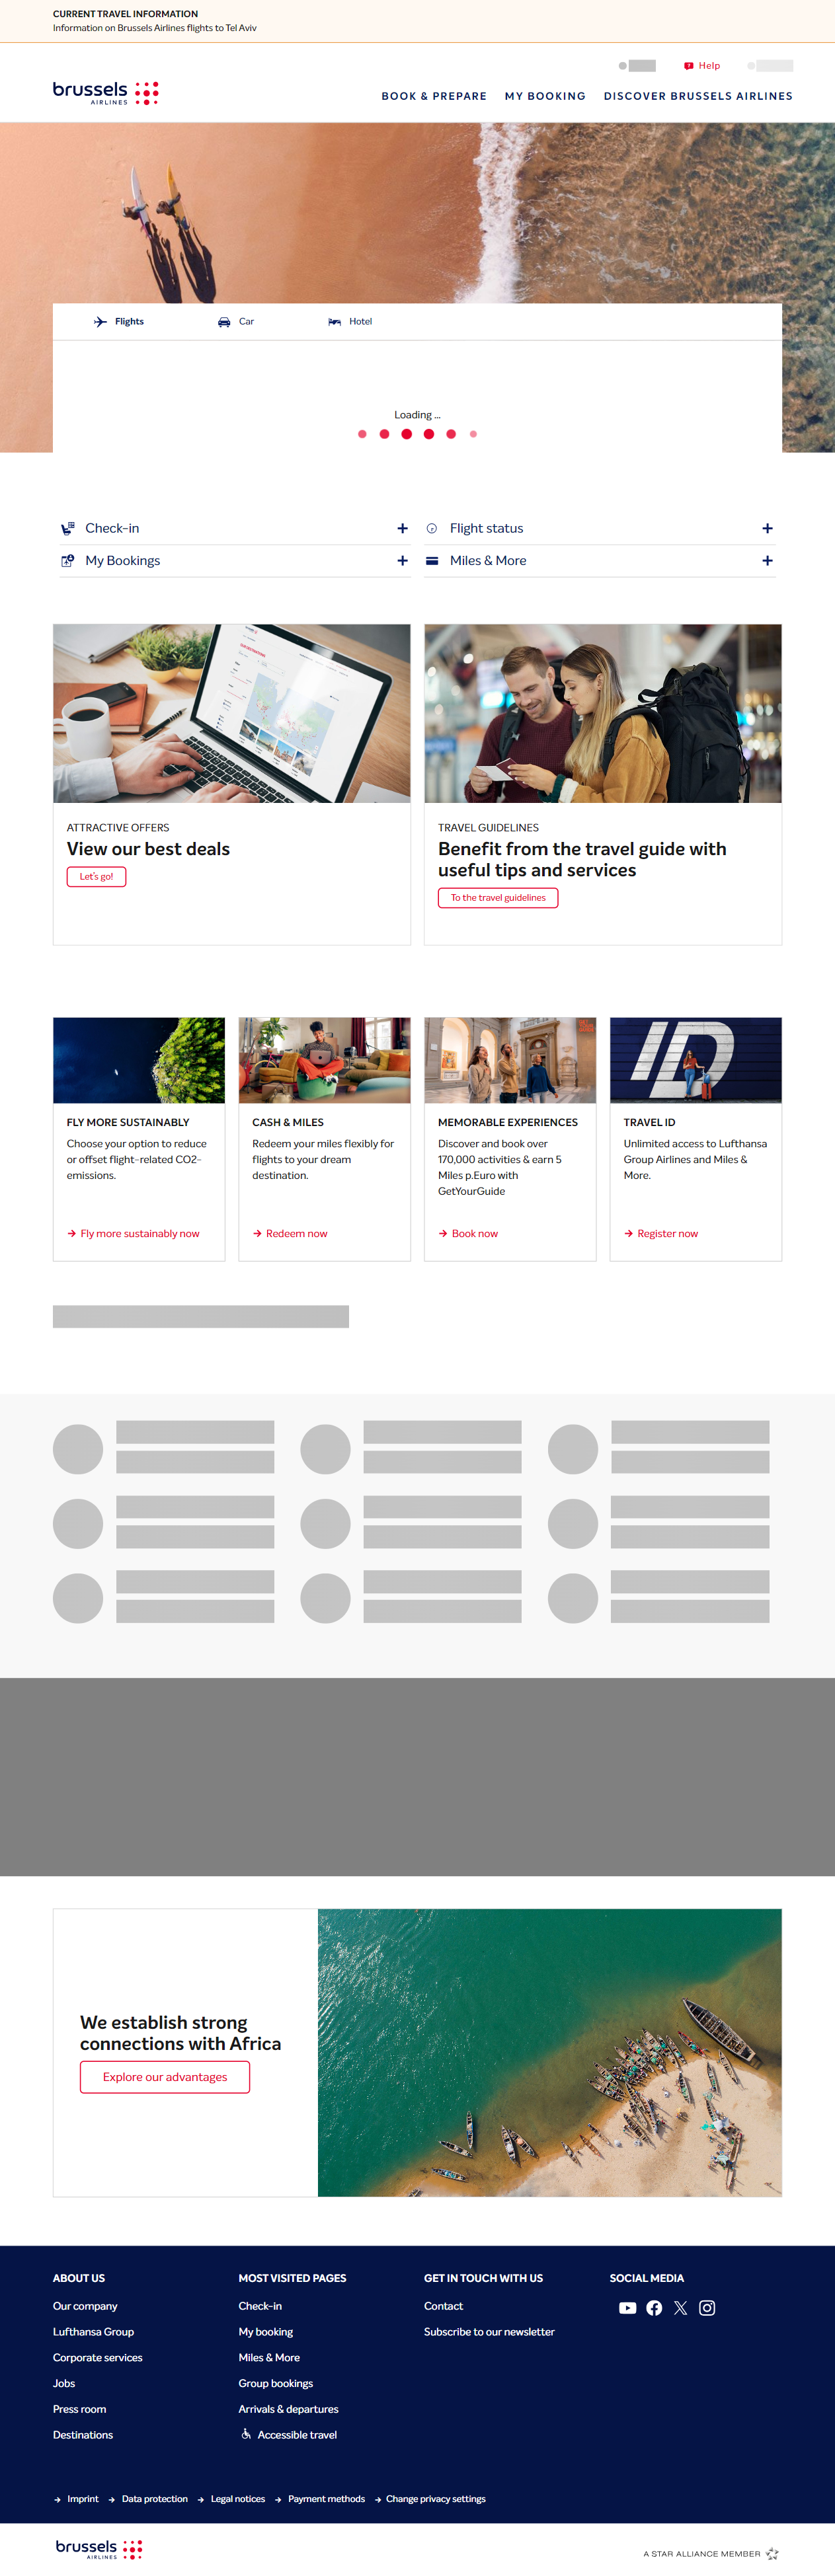 CURRENT TRAVEL INFORMATION
Information on Brussels Airlines flights to Tel Aviv
Help
brussels
AIRLINES
BOOK & PREPARE
MY BOOKING
DISCOVER BRUSSELS AIRLINES
Flights
Car
Hotel
Loading ...
Check-in
Flight status
My Bookings
Miles & More
ATTRACTIVE OFFERS
View our best deals
Let's go!
TRAVEL GUIDELINES
Benefit from the travel guide with
useful tips and services
To the travel guidelines
FLY MORE SUSTAINABLY
Choose your option to reduce
or offset flight-related CO2-
emissions.
Fly more sustainably now
CASH & MILES
Redeem your miles flexibly for
flights to your dream
destination.
Redeem now
MEMORABLE EXPERIENCES
Discover and book over
170,000 activities & earn 5
Miles p.Euro with
GetYourGuide
Book now
ID
TRAVEL ID
Unlimited access to Lufthansa
Group Airlines and Miles &
More.
Register now
We establish strong
connections with Africa
Explore our advantages
ABOUT US
Our company
Lufthansa Group
Corporate services
Jobs
Press room
Destinations
MOST VISITED PAGES
Check-in
My booking
Miles & More
Group bookings
Arrivals & departures
Accessible travel
GET IN TOUCH WITH US
Contact
Subscribe to our newsletter
SOCIAL MEDIA
Imprint
Data protection
Legal notices
Payment methods
Change privacy settings
brussels
AIRLINES
A STAR ALLIANCE MEMBER